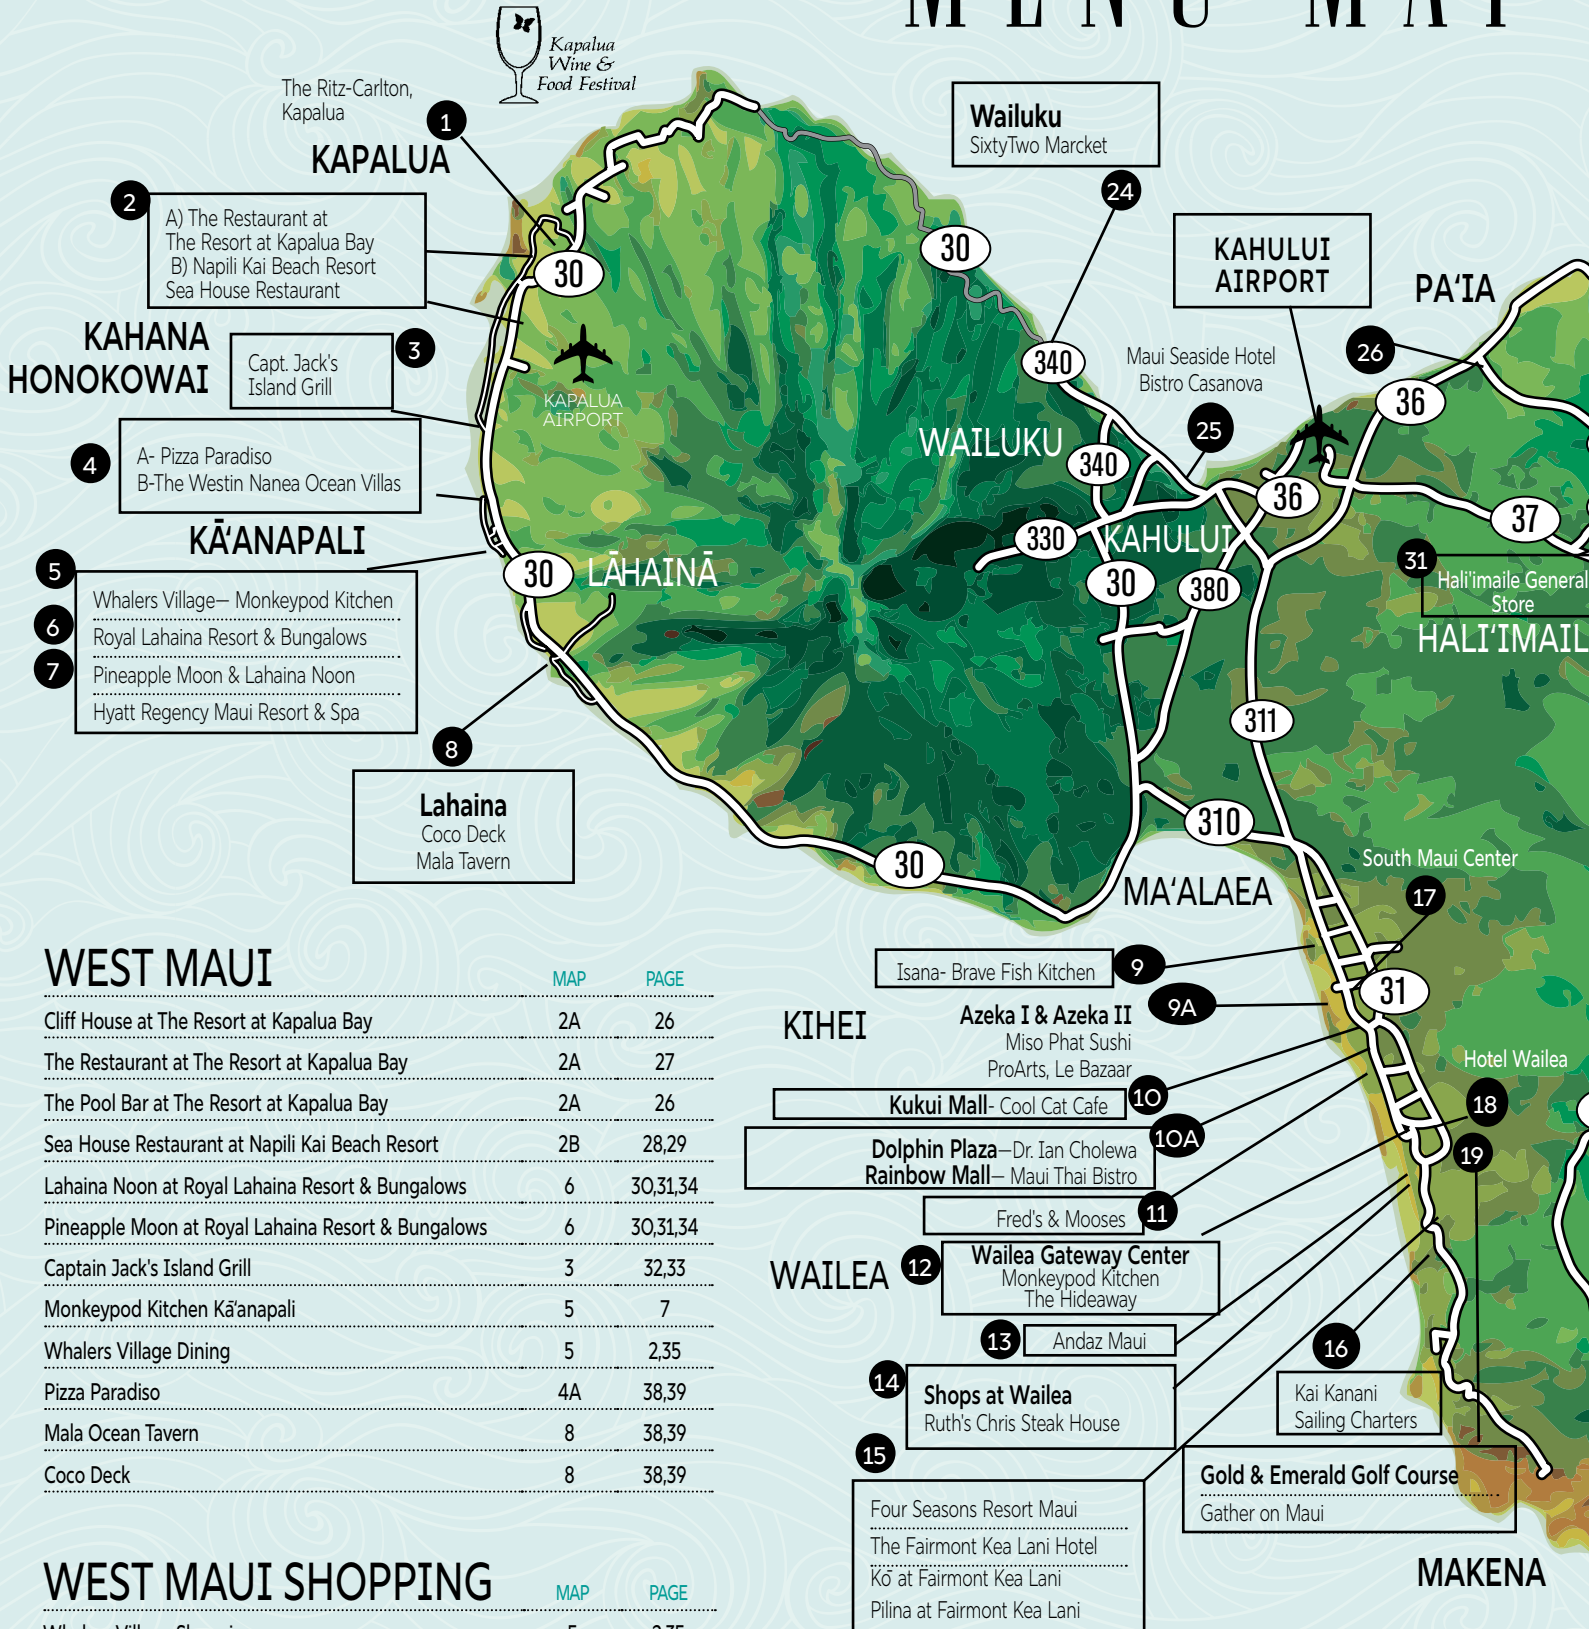 MENU MAP
Kapalua
Wine &
Food Festival
The Ritz-Carlton,
Kapalua
1
KAPALUA
2
A) The Restaurant at
The Resort at Kapalua Bay
B) Napili Kai Beach Resort
Sea House Restaurant
KAHANA
HONOKOWAI
Capt. Jack's
Island Grill
3
4
A- Pizza Paradiso
B-The Westin Nanea Ocean Villas
KĀ'ANAPALI
5
Whalers Village– Monkeypod Kitchen
6
Royal Lahaina Resort & Bungalows
7
Pineapple Moon & Lahaina Noon
Hyatt Regency Maui Resort & Spa
8
Lahaina
Coco Deck
Mala Tavern
30
KAPALUA
AIRPORT
30
LĀHAINĀ
30
30
Wailuku
SixtyTwo Marcket
24
340
WAILUKU
340
330
KAHULUI
30
380
Maui Seaside Hotel
Bistro Casanova
25
KAHULUI
AIRPORT
PA'IA
26
36
36
37
31
Hali'imaile General
Store
HALI'IMAIL
311
310
MA'ALAEA
South Maui Center
17
31
Isana- Brave Fish Kitchen
9
KIHEI
Azeka I & Azeka II
9A
Miso Phat Sushi
ProArts, Le Bazaar
Kukui Mall- Cool Cat Cafe
10
Dolphin Plaza–Dr. Ian Cholewa
10A
Rainbow Mall– Maui Thai Bistro
Fred's & Mooses
11
Hotel Wailea
18
19
WAILEA
12
Wailea Gateway Center
Monkeypod Kitchen
The Hideaway
13
Andaz Maui
14
Shops at Wailea
Ruth's Chris Steak House
15
Four Seasons Resort Maui
The Fairmont Kea Lani Hotel
Kō at Fairmont Kea Lani
Pilina at Fairmont Kea Lani
16
Kai Kanani
Sailing Charters
Gold & Emerald Golf Course
Gather on Maui
MAKENA
WEST MAUI MAP PAGE
Cliff House at The Resort at Kapalua Bay 2A 26
The Restaurant at The Resort at Kapalua Bay 2A 27
The Pool Bar at The Resort at Kapalua Bay 2A 26
Sea House Restaurant at Napili Kai Beach Resort 2B 28,29
Lahaina Noon at Royal Lahaina Resort & Bungalows 6 30,31,34
Pineapple Moon at Royal Lahaina Resort & Bungalows 6 30,31,34
Captain Jack's Island Grill 3 32,33
Monkeypod Kitchen Kā'anapali 5 7
Whalers Village Dining 5 2,35
Pizza Paradiso 4A 38,39
Mala Ocean Tavern 8 38,39
Coco Deck 8 38,39
WEST MAUI SHOPPING MAP PAGE